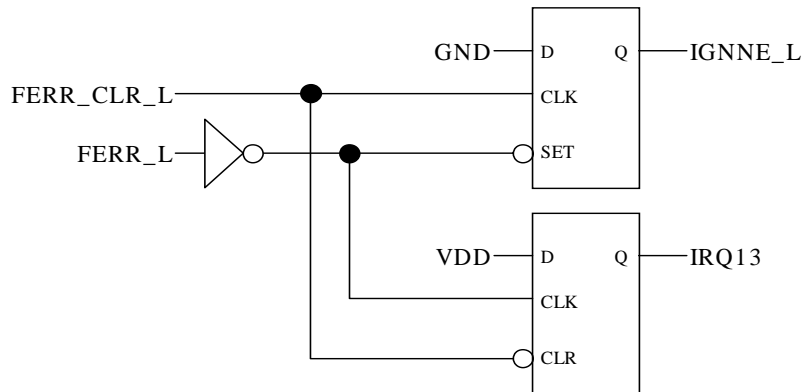 GND D Q IGNNE_L
FERR_CLR_L CLK
FERR_L SET
VDD D Q IRQ13
CLK
CLR